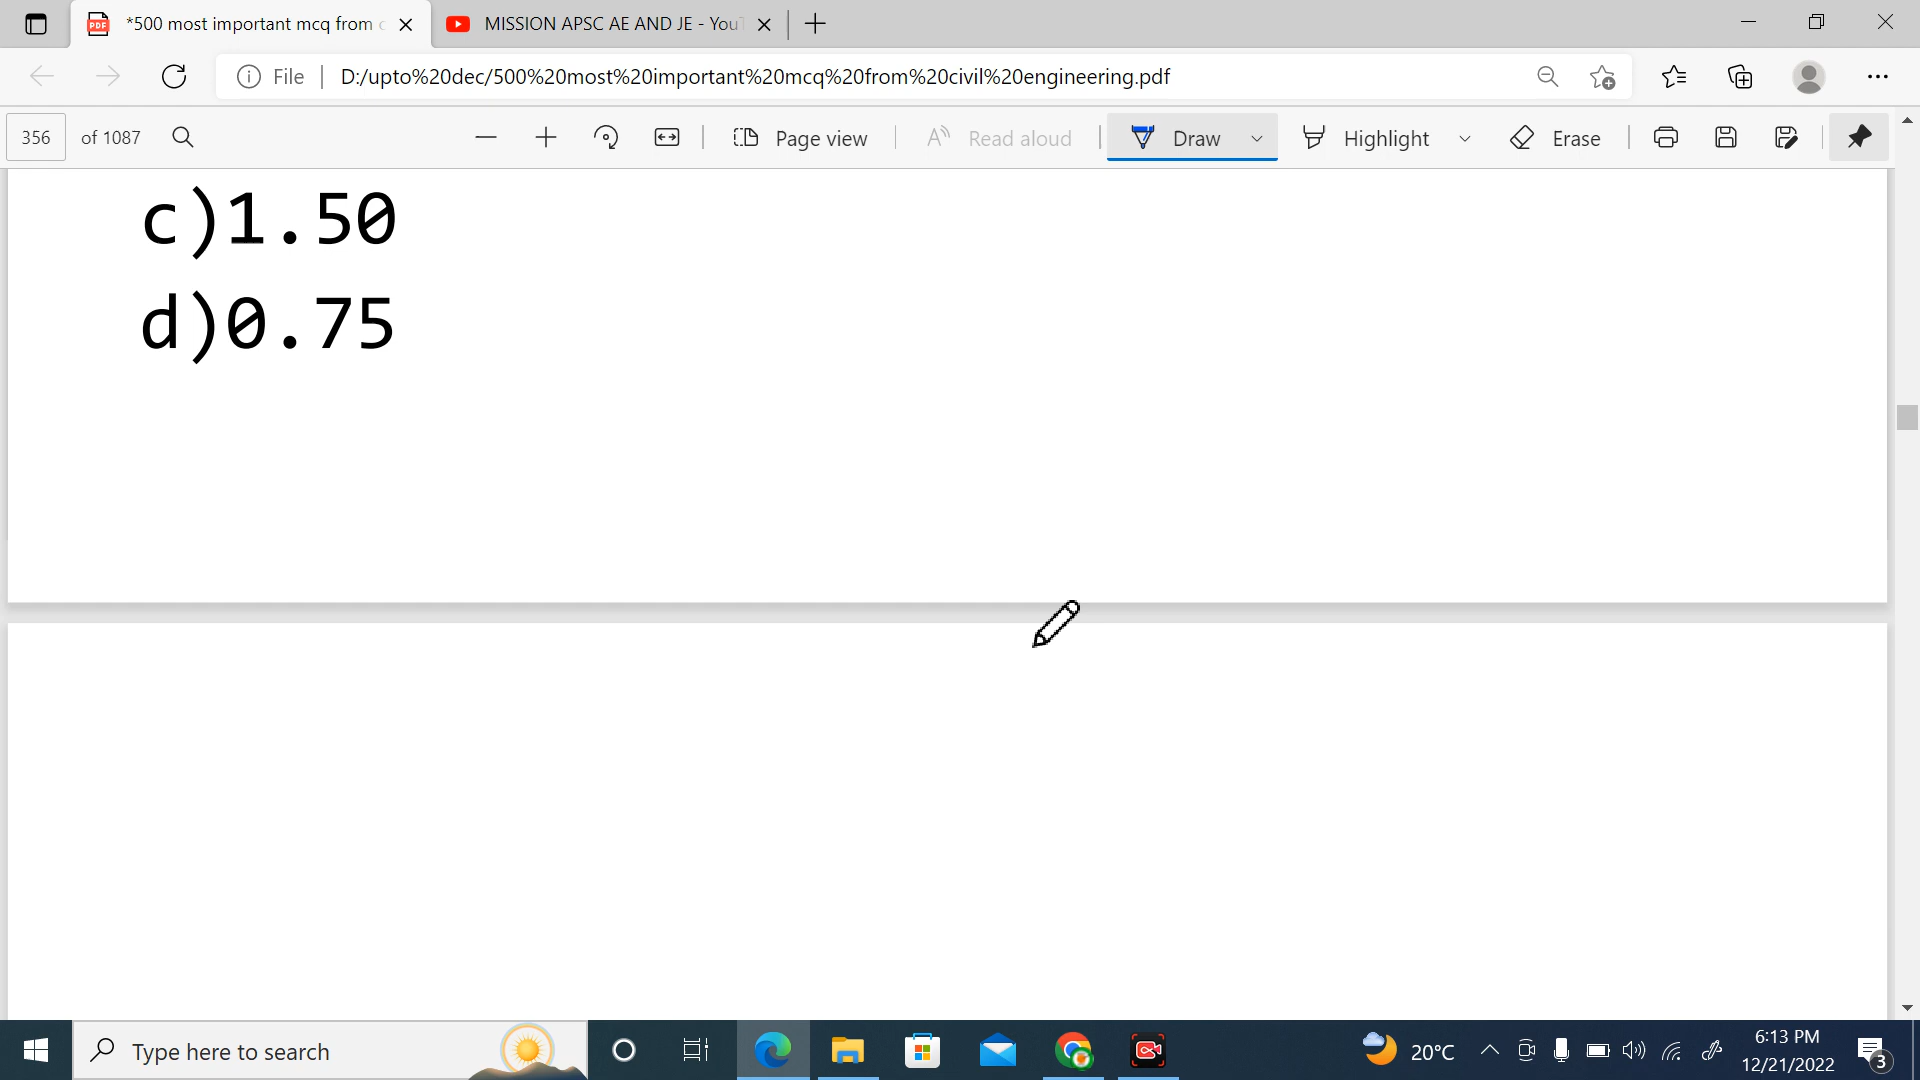 *500 most important mcq from c
MISSION APSC AE AND JE - YouT
File
D:/upto%20dec/500%20most%20important%20mcq%20from%20civil%20engineering.pdf
356 of 1087
Page view
Read aloud
Draw
Highlight
Erase
c)1.50
d)0.75
Type here to search
20°C
6:13 PM
12/21/2022
3